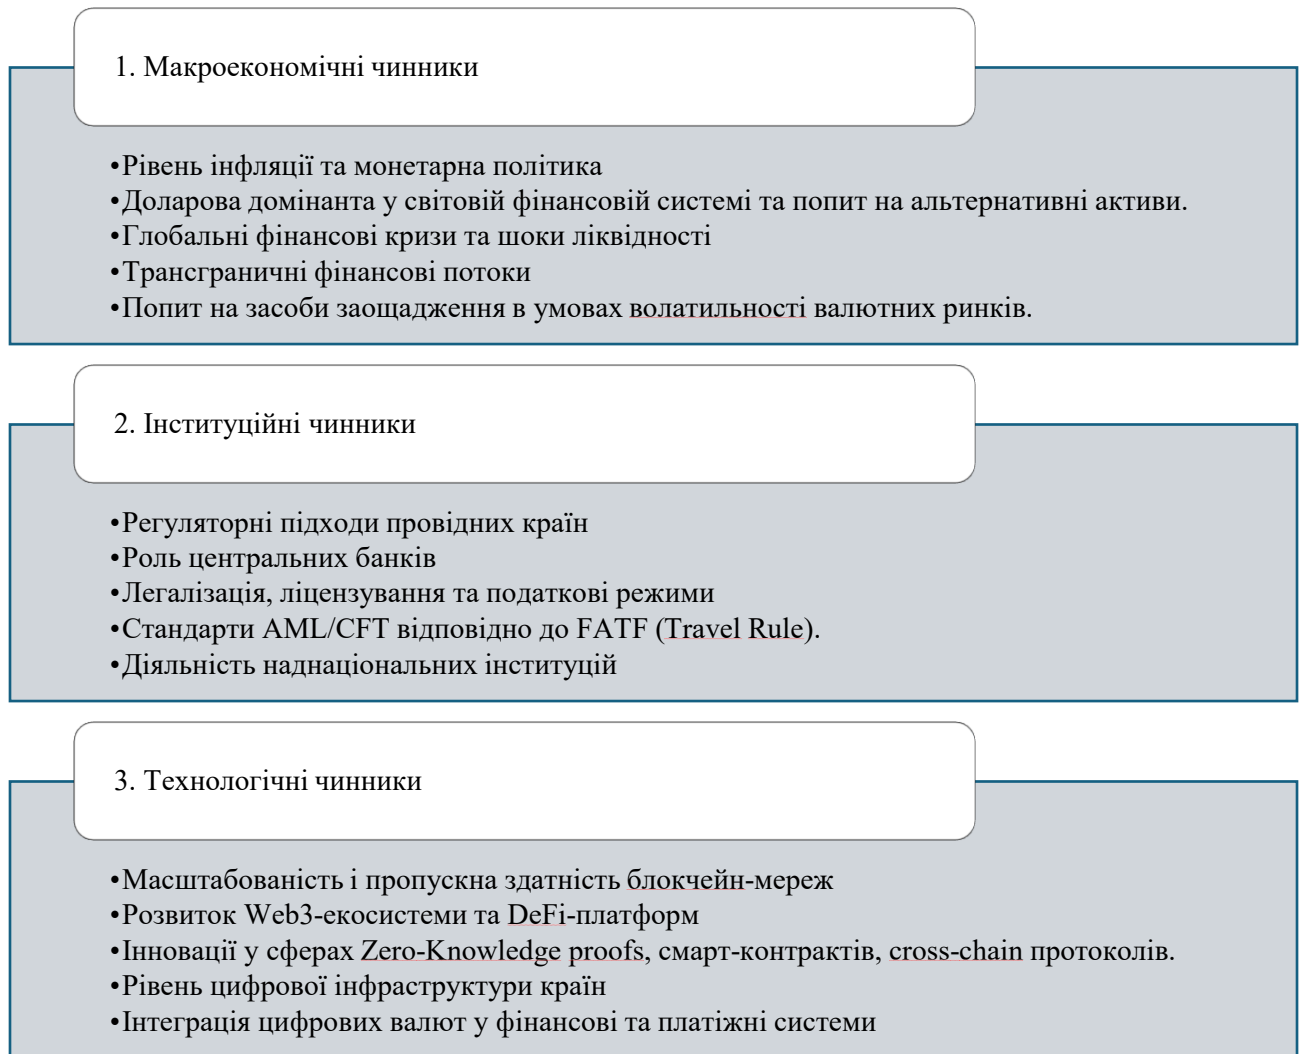 1. Макроекономічні чинники
•Рівень інфляції та монетарна політика
•Доларова домінанта у світовій фінансовій системі та попит на альтернативні активи.
•Глобальні фінансові кризи та шоки ліквідності
•Трансграничні фінансові потоки
•Попит на засоби заощадження в умовах волатильності валютних ринків.
2. Інституційні чинники
•Регуляторні підходи провідних країн
•Роль центральних банків
•Легалізація, ліцензування та податкові режими
•Стандарти AML/CFT відповідно до FATF (Travel Rule).
•Діяльність наднаціональних інституцій
3. Технологічні чинники
•Масштабованість і пропускна здатність блокчейн-мереж
•Розвиток Web3-екосистеми та DeFi-платформ
•Інновації у сферах Zero-Knowledge proofs, смарт-контрактів, cross-chain протоколів.
•Рівень цифрової інфраструктури країн
•Інтеграція цифрових валют у фінансові та платіжні системи